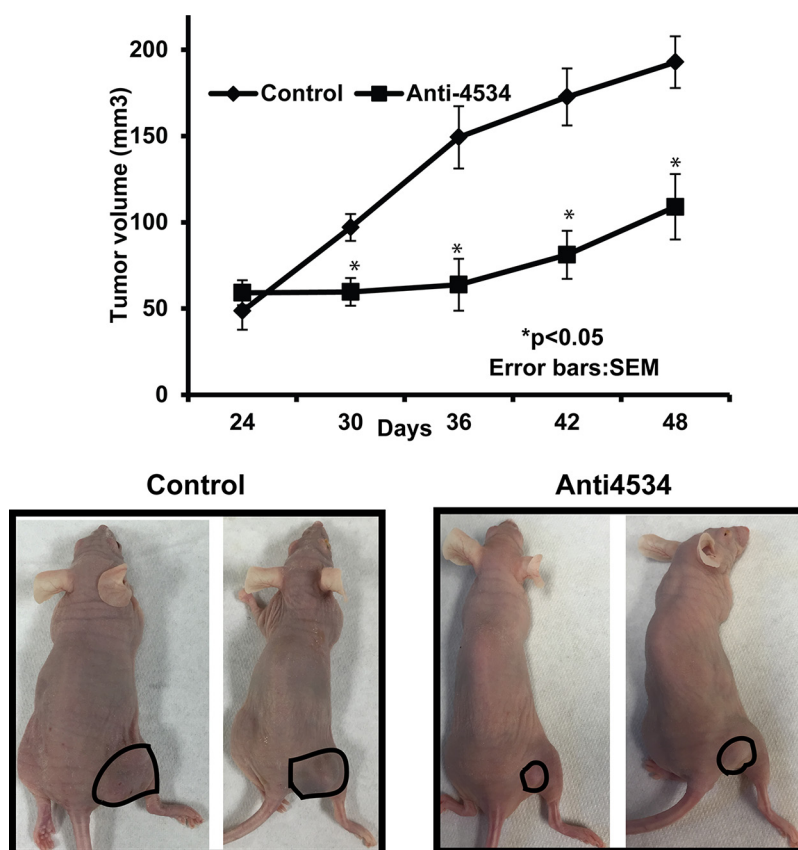 200
Control Anti-4534
150
100
50
0
Tumor volume (mm3)
* * * *
*p<0.05
Error bars:SEM
24 30 36 42 48
Days
Control Anti4534